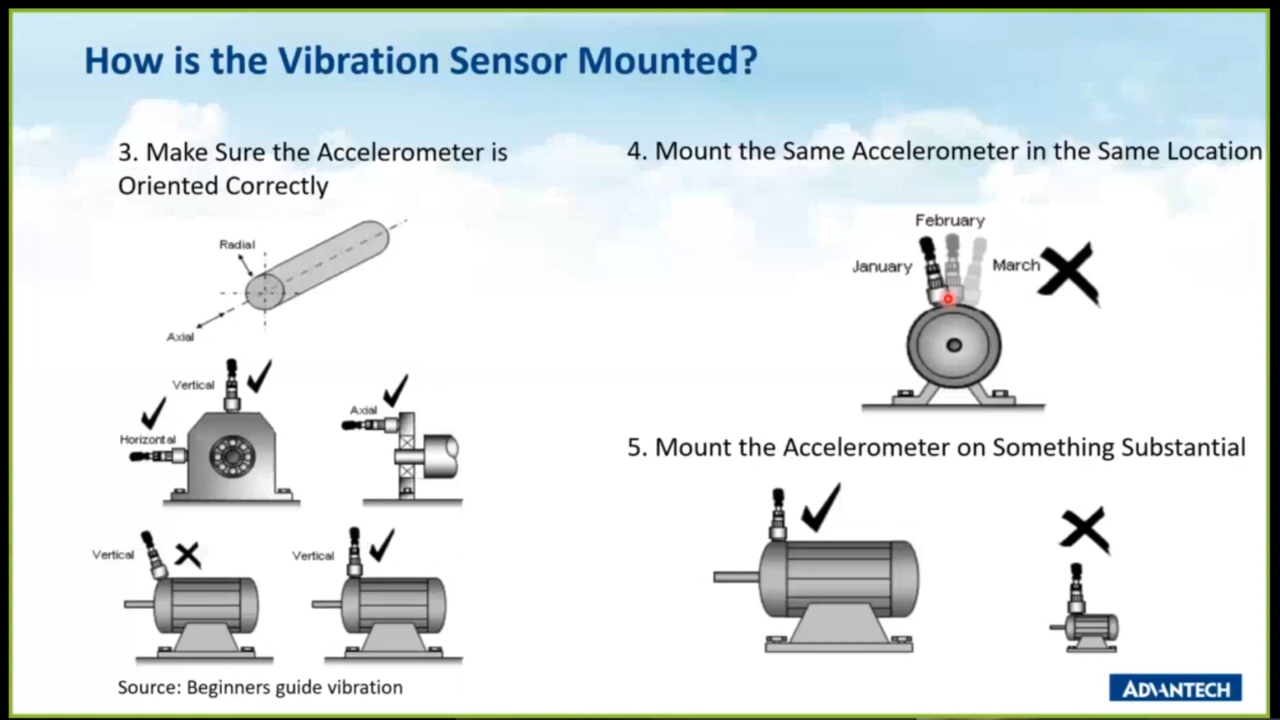 How is the Vibration Sensor Mounted?
3. Make Sure the Accelerometer is
Oriented Correctly
Radial
Axial
Vertical
Horizontal
Axial
Vertical
Vertical
Source: Beginners guide vibration
4. Mount the Same Accelerometer in the Same Location
February
January
March
5. Mount the Accelerometer on Something Substantial
ADVANTECH